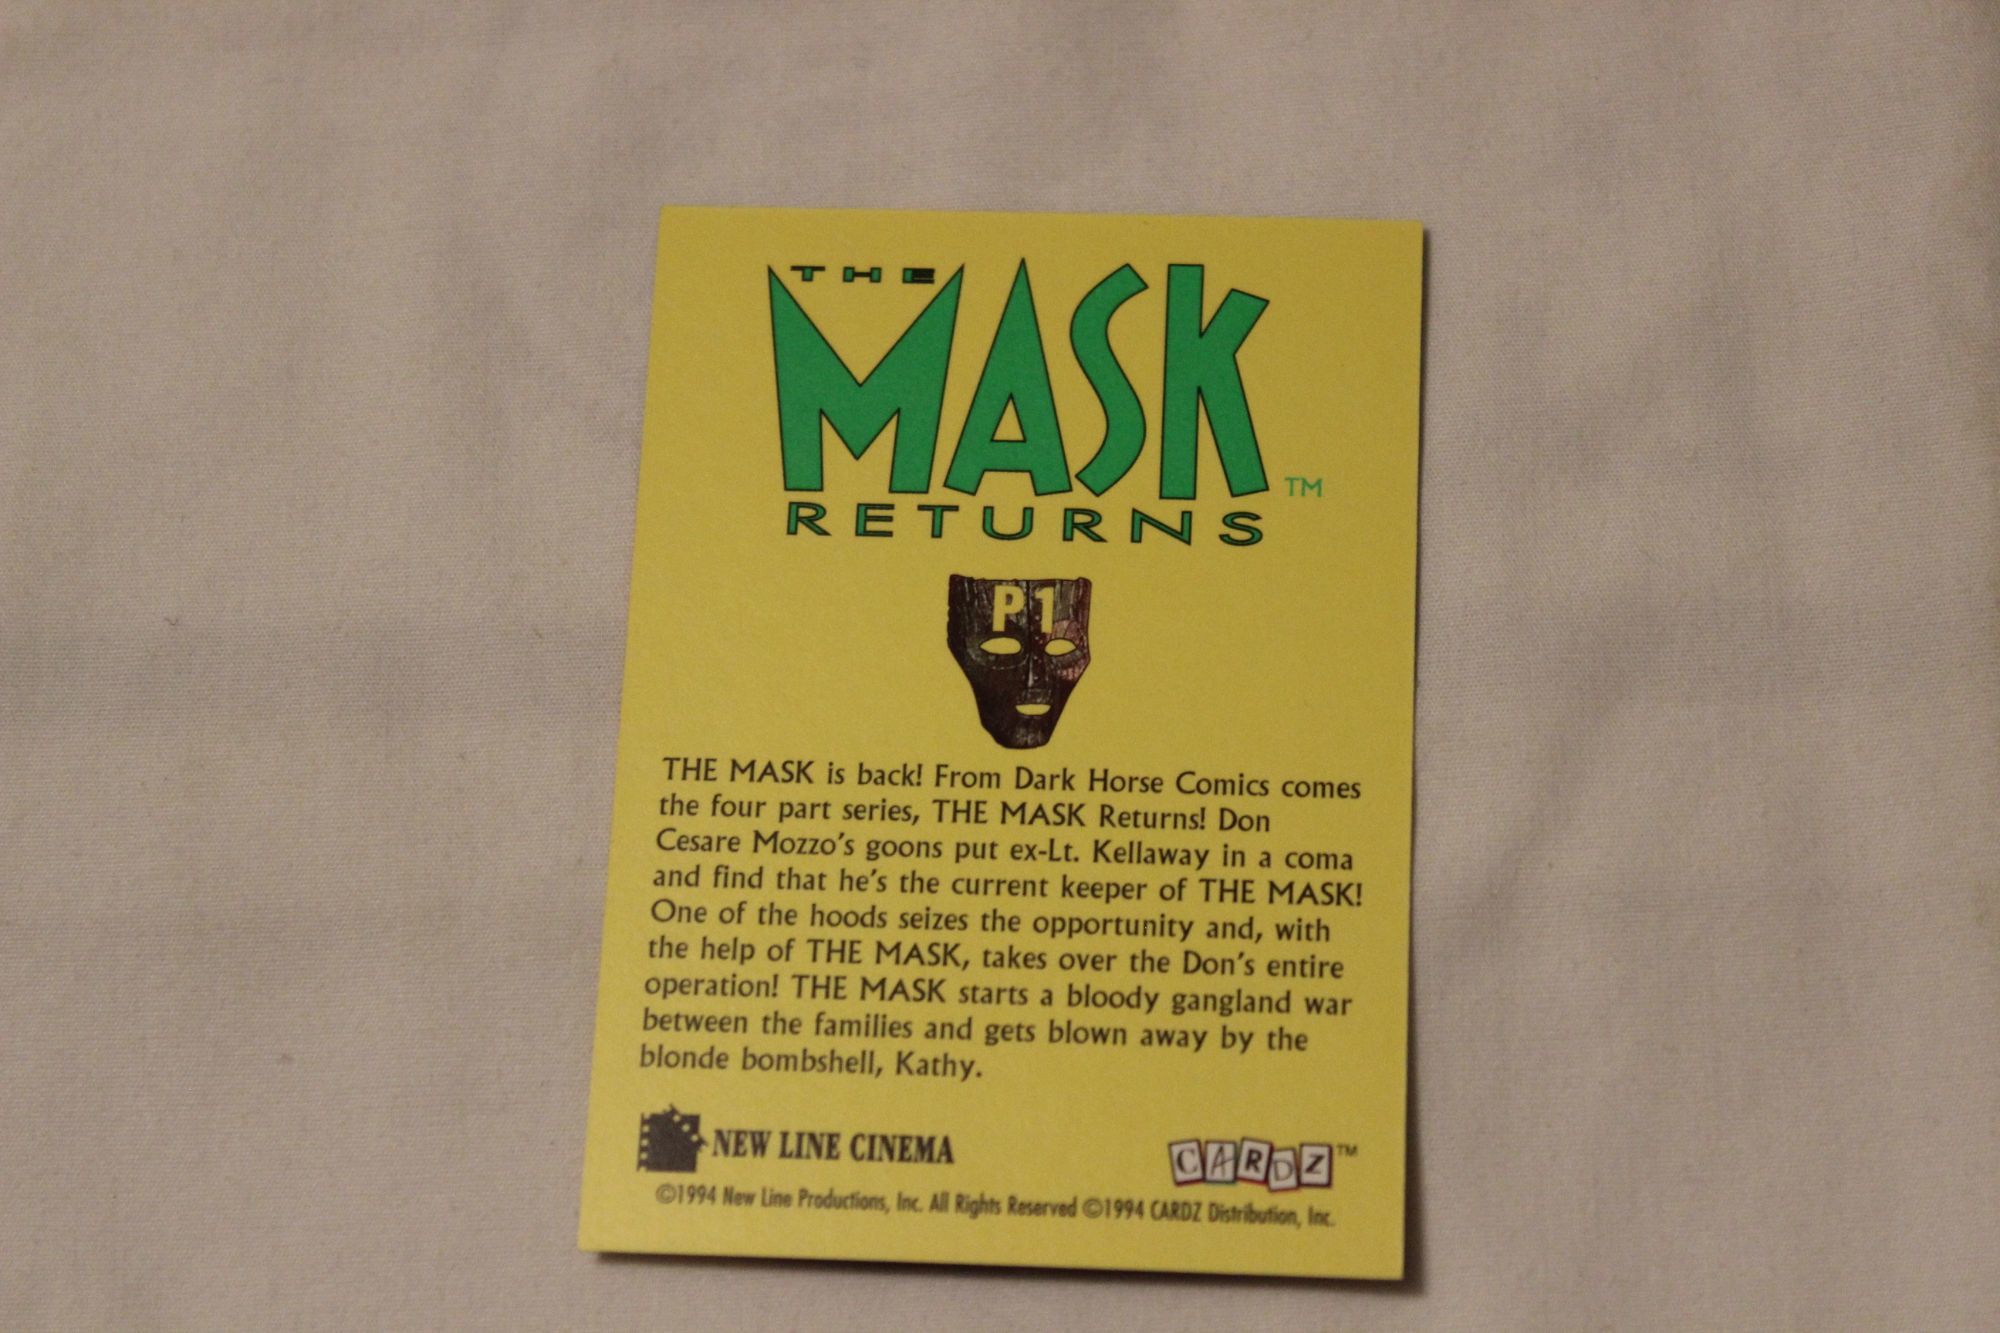 THE
MASK™
RETURNS
P1
THE MASK is back! From Dark Horse Comics comes
the four part series, THE MASK Returns! Don
Cesare Mozzo's goons put ex-Lt. Kellaway in a coma
and find that he's the current keeper of THE MASK!
One of the hoods seizes the opportunity and, with
the help of THE MASK, takes over the Don's entire
operation! THE MASK starts a bloody gangland war
between the families and gets blown away by the
blonde bombshell, Kathy.
NEW LINE CINEMA
CARDZ™
©1994 New Line Productions, Inc. All Rights Reserved ©1994 CARDZ Distribution, Inc.